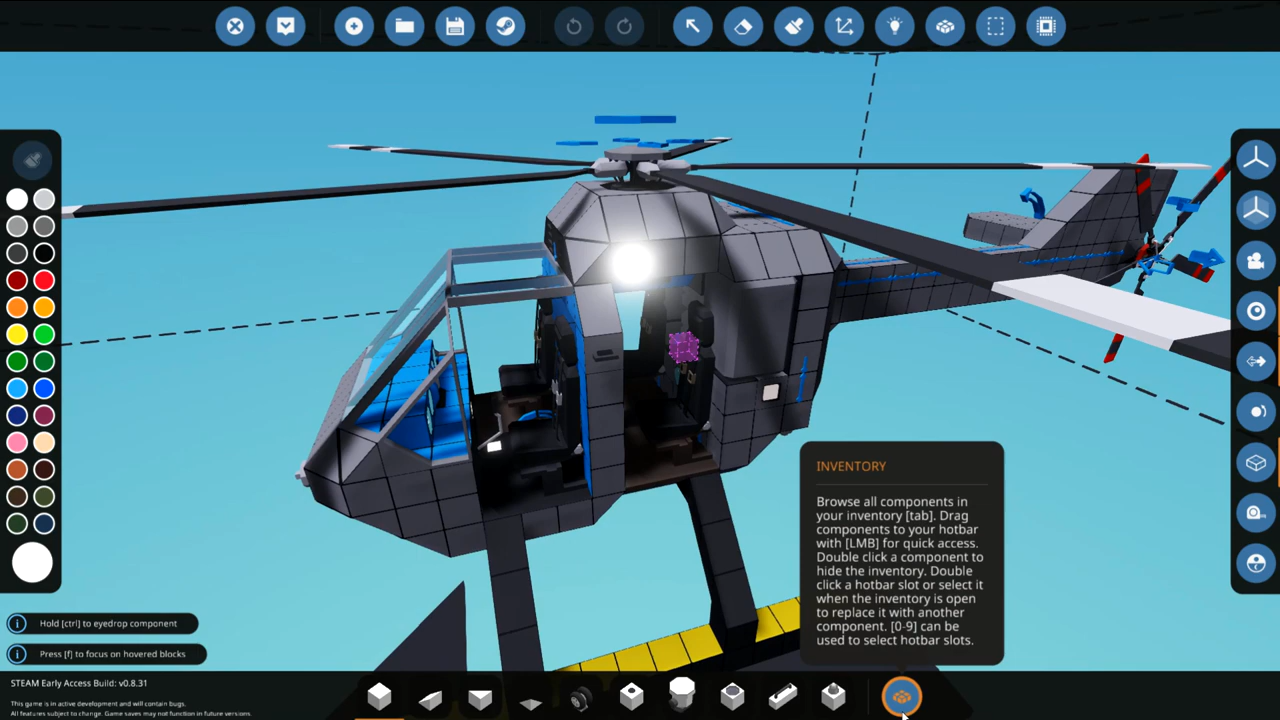 INVENTORY
Browse all components in
your inventory [tab]. Drag
components to your hotbar
with [LMB] for quick access.
Double click a component to
hide the inventory. Double
click a hotbar slot or select it
when the inventory is open
to replace it with another
component. [0-9] can be
used to select hotbar slots.
Hold [ctrl] to eyedrop component
Press [f] to focus on hovered blocks
STEAM Early Access Build: v0.8.31
This game is in active development and will contain bugs.
All features subject to change. Game saves may not function in future versions.